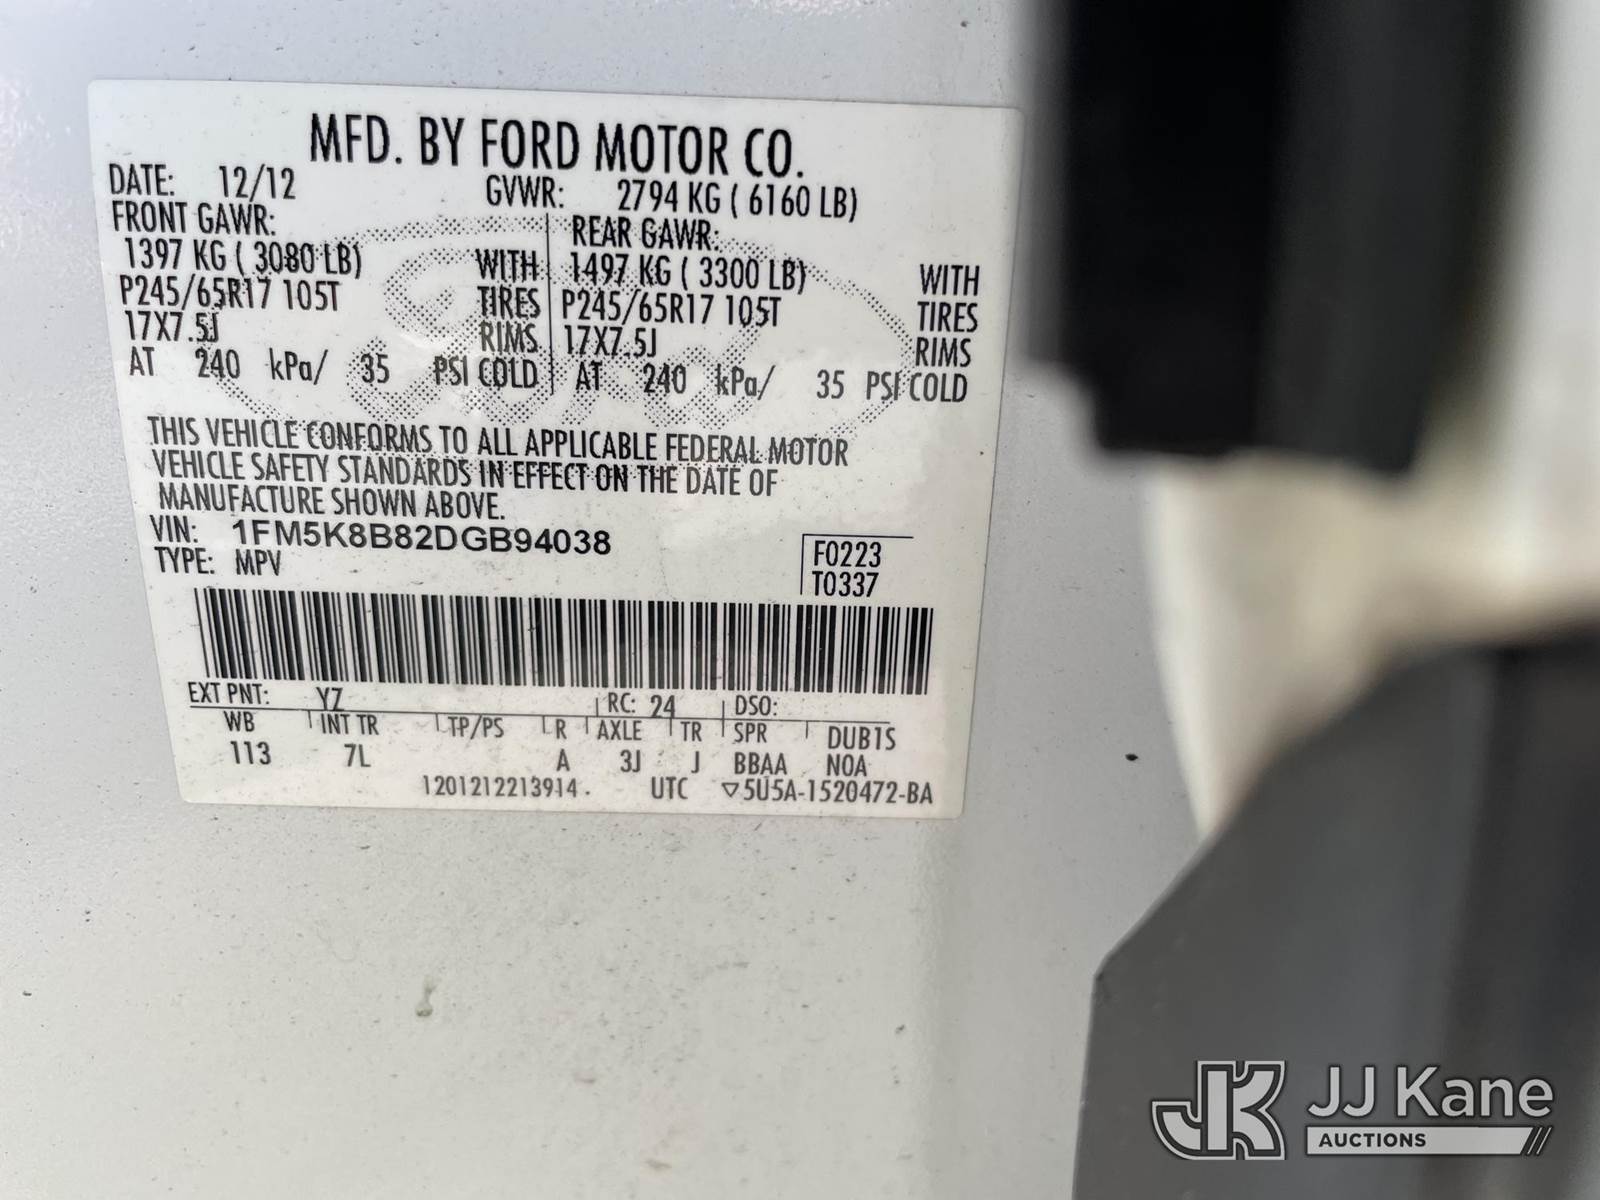 MFD. BY FORD MOTOR CO.
DATE: 12/12 GVWR: 2794 KG ( 6160 LB)
FRONT GAWR: REAR GAWR:
1397 KG ( 3080 LB) WITH 1497 KG ( 3300 LB) WITH
P245/65R17 105T TIRES P245/65R17 105T TIRES
17X7.5J RIMS 17X7.5J RIMS
AT 240 kPa/ 35 PSI COLD AT 240 kPa/ 35 PSI COLD
THIS VEHICLE CONFORMS TO ALL APPLICABLE FEDERAL MOTOR
VEHICLE SAFETY STANDARDS IN EFFECT ON THE DATE OF
MANUFACTURE SHOWN ABOVE.
VIN: 1FM5K8B82DGB94038 F0223
TYPE: MPV T0337
EXT PNT: YZ RC: 24 DSO:
WB INT TR TP/PS R AXLE TR SPR DUB1S
113 7L A 3J J BBAA NOA
1201212213914. UTC ▽5U5A-1520472-BA
JK JJ Kane
AUCTIONS